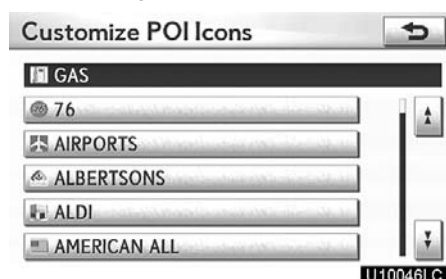 Customize POI Icons
GAS
76
AIRPORTS
ALBERTSONS
ALDI
AMERICAN ALL
U10046LC